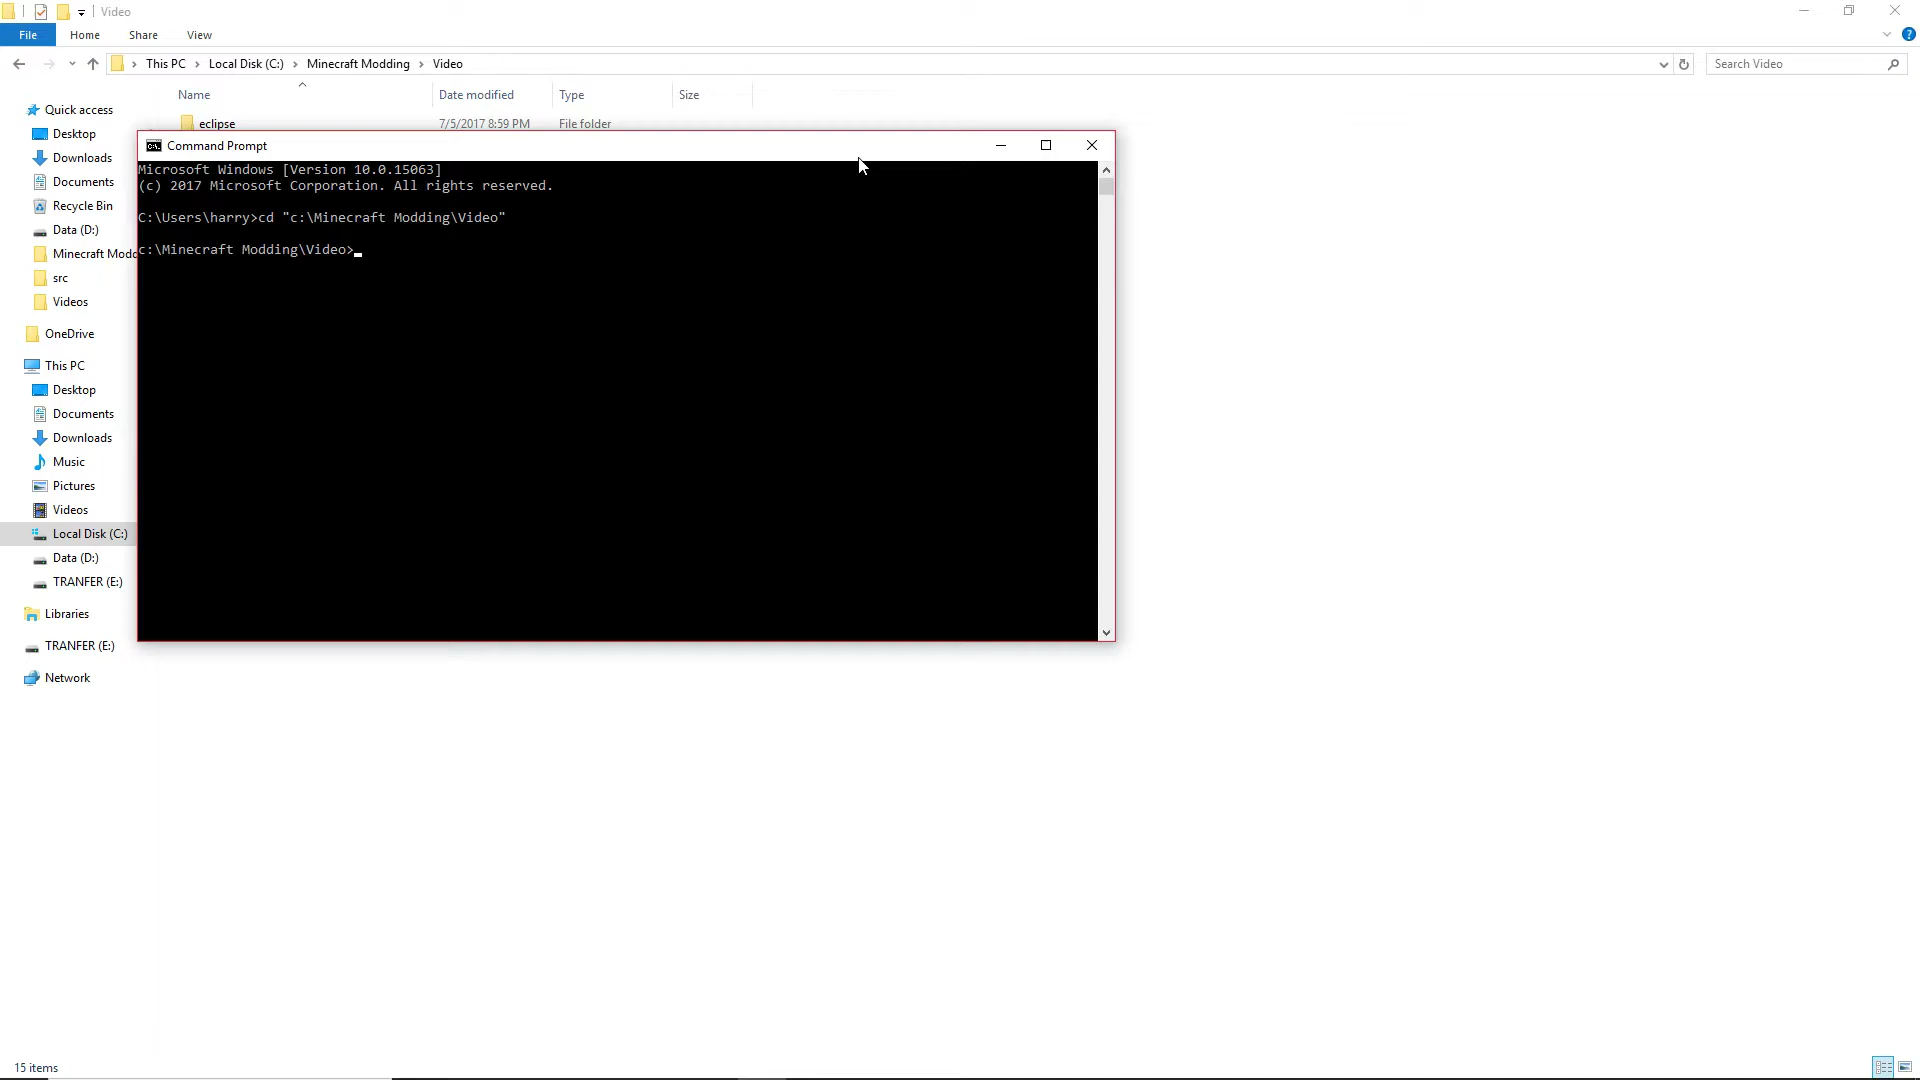 Video
File Home Share View
This PC Local Disk (C:) Minecraft Modding Video
Search Video
Name Date modified Type Size
Quick access
eclipse 7/5/2017 8:59 PM File folder
Desktop
Downloads
Documents
Recycle Bin
Data (D:)
Minecraft Modd
src
Videos
OneDrive
This PC
Desktop
Documents
Downloads
Music
Pictures
Videos
Local Disk (C:)
Data (D:)
TRANFER (E:)
Libraries
TRANFER (E:)
Network
Command Prompt
Microsoft Windows [Version 10.0.15063]
(c) 2017 Microsoft Corporation. All rights reserved.
C:\Users\harry>cd "c:\Minecraft Modding\Video"
c:\Minecraft Modding\Video>
15 items